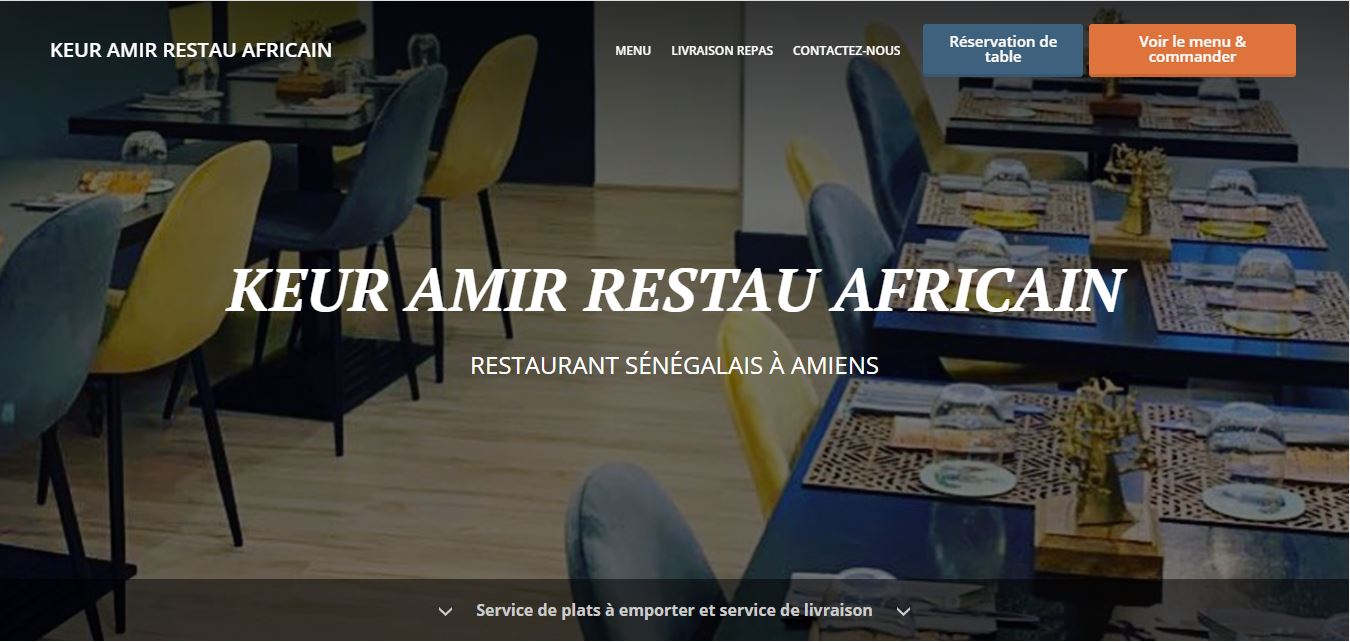 KEUR AMIR RESTAU AFRICAIN
MENU
LIVRAISON REPAS
CONTACTEZ-NOUS
Réservation de
table
Voir le menu &
commander
KEUR AMIR RESTAU AFRICAIN
RESTAURANT SÉNÉGALAIS À AMIENS
Service de plats à emporter et service de livraison